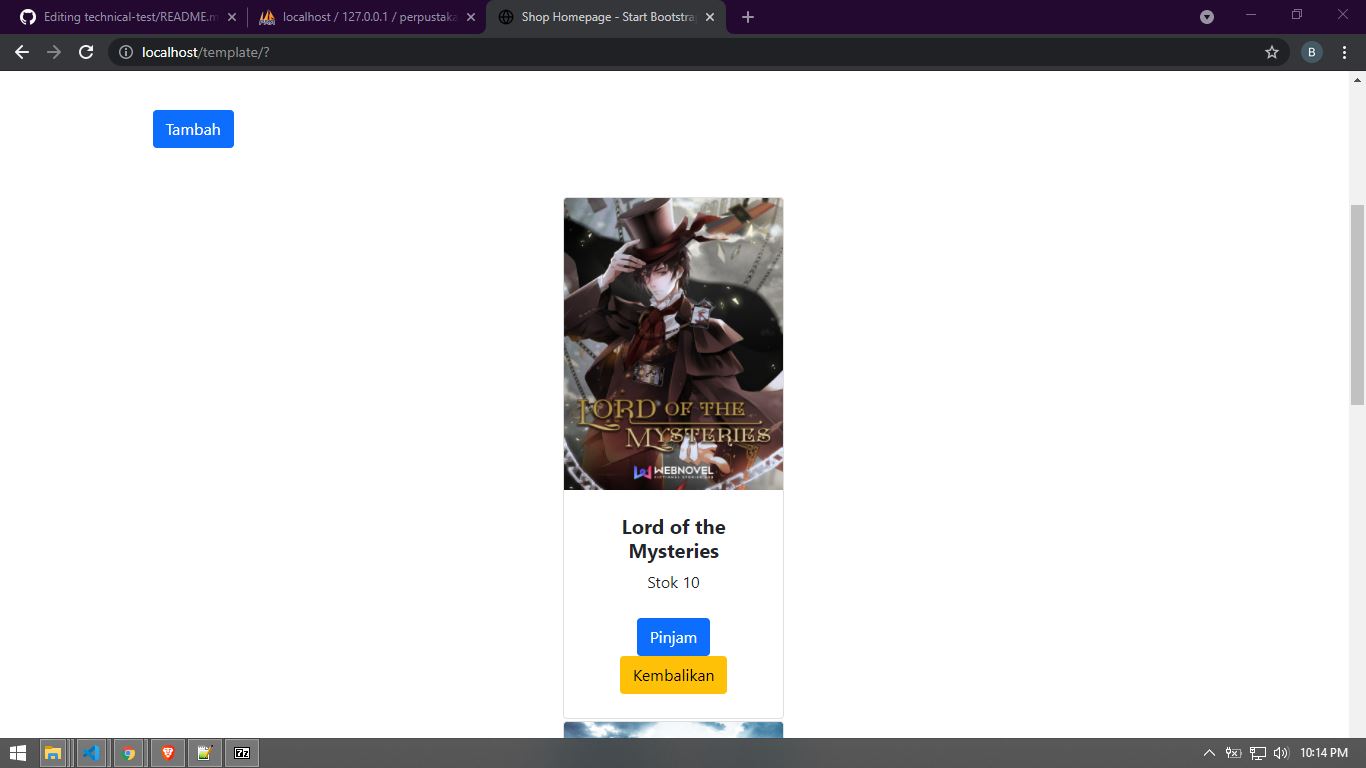 Editing technical-test/README.m
localhost / 127.0.0.1 / perpustaka
Shop Homepage - Start Bootstra
localhost/template/?
B
Tambah
LORD OF THE
MYSTERIES
WEBNOVEL
Lord of the
Mysteries
Stok 10
Pinjam
Kembalikan
10:14 PM